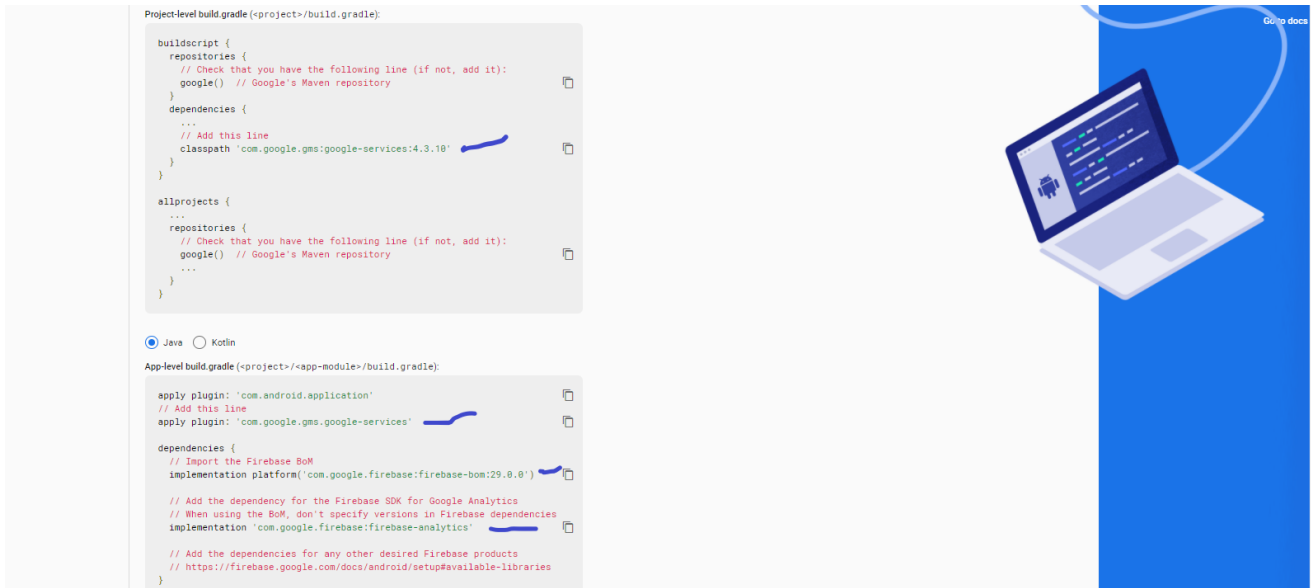 Project-level build.gradle (<project>/build.gradle):
buildscript {
repositories {
// Check that you have the following line (if not, add it):
google() // Google's Maven repository
}
dependencies {
...
// Add this line
classpath 'com.google.gms:google-services:4.3.10'
}
}
allprojects {
...
repositories {
// Check that you have the following line (if not, add it):
google() // Google's Maven repository
...
}
}
Java Kotlin
App-level build.gradle (<project>/<app-module>/build.gradle):
apply plugin: 'com.android.application'
// Add this line
apply plugin: 'com.google.gms.google-services'
dependencies {
// Import the Firebase BoM
implementation platform('com.google.firebase:firebase-bom:29.0.0')
// Add the dependency for the Firebase SDK for Google Analytics
// When using the BoM, don't specify versions in Firebase dependencies
implementation 'com.google.firebase:firebase-analytics'
// Add the dependencies for any other desired Firebase products
// https://firebase.google.com/docs/android/setup#available-libraries
}
Go to docs